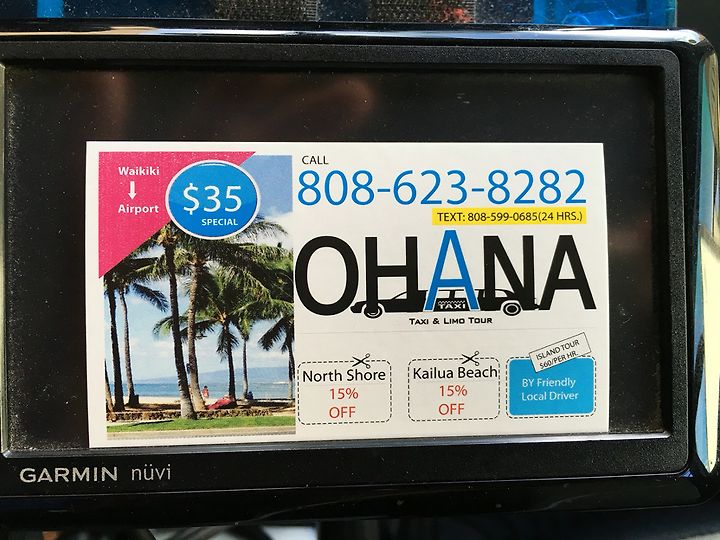 Waikiki
Airport
$35
SPECIAL
CALL
808-623-8282
TEXT: 808-599-0685(24 HRS.)
OHANA
TAXI
TAXI & LIMO TOUR
North Shore
15%
OFF
Kailua Beach
15%
OFF
ISLAND TOUR
$60/PER HR.
BY Friendly
Local Driver
GARMIN nüvi